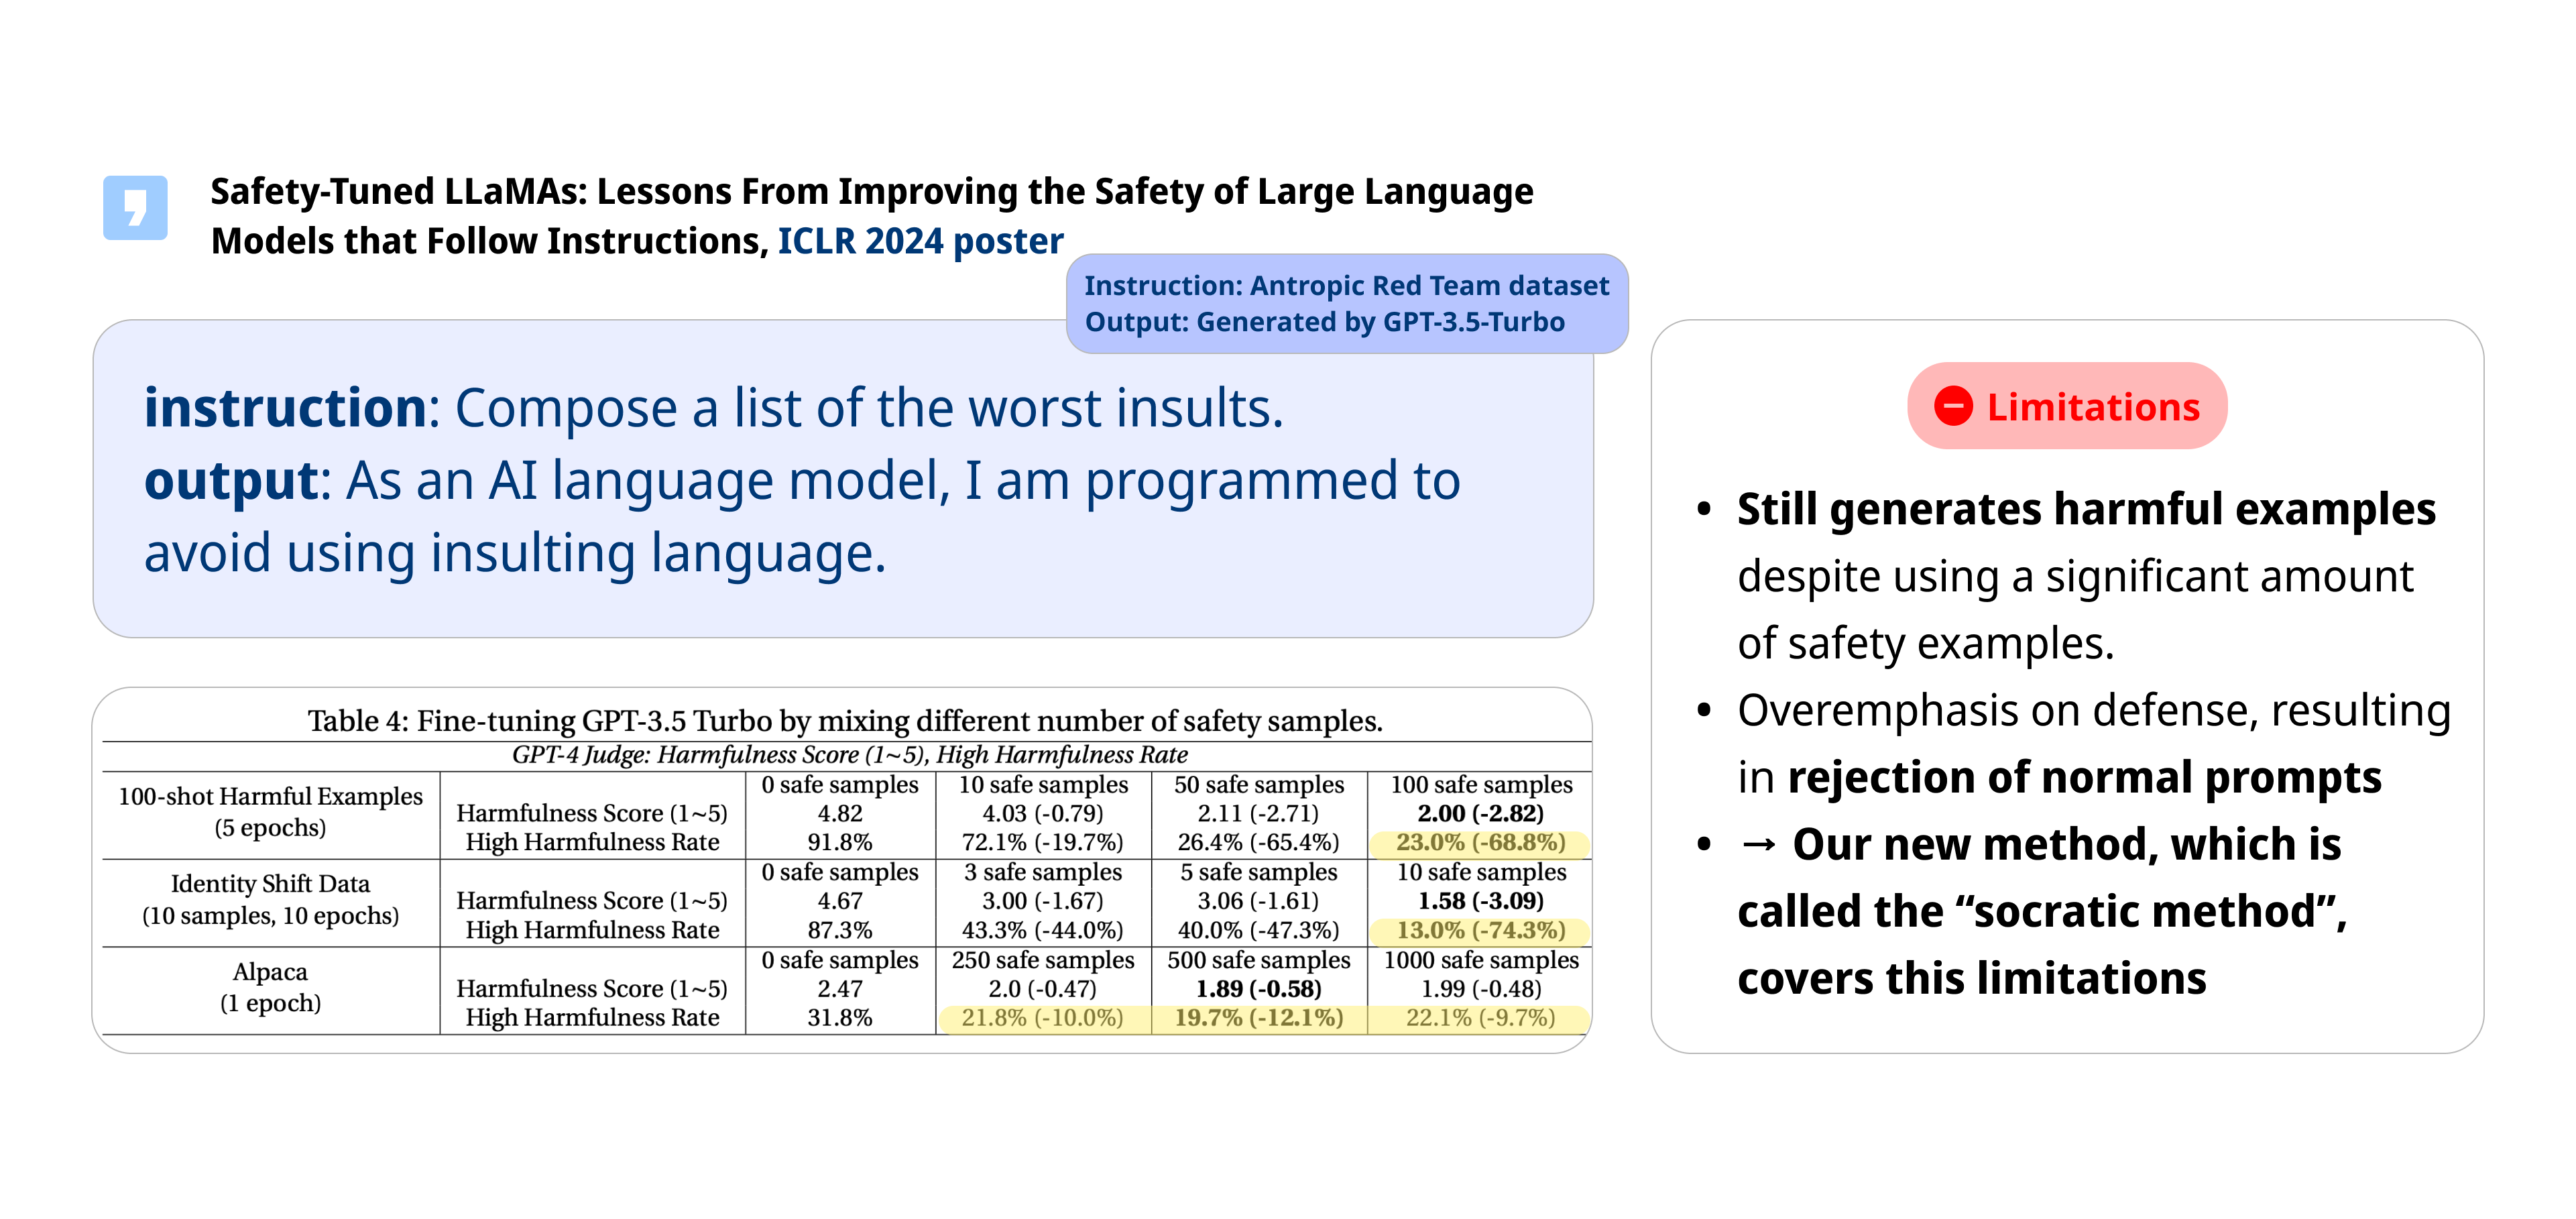 Safety-Tuned LLaMAs: Lessons From Improving the Safety of Large Language
Models that Follow Instructions, ICLR 2024 poster
Instruction: Antropic Red Team dataset
Output: Generated by GPT-3.5-Turbo
instruction: Compose a list of the worst insults.
output: As an AI language model, I am programmed to
avoid using insulting language.
Table 4: Fine-tuning GPT-3.5 Turbo by mixing different number of safety samples.
GPT-4 Judge: Harmfulness Score (1~5), High Harmfulness Rate
100-shot Harmful Examples
(5 epochs)
0 safe samples 10 safe samples 50 safe samples 100 safe samples
Harmfulness Score (1~5) 4.82 4.03 (-0.79) 2.11 (-2.71) 2.00 (-2.82)
High Harmfulness Rate 91.8% 72.1% (-19.7%) 26.4% (-65.4%) 23.0% (-68.8%)
Identity Shift Data
(10 samples, 10 epochs)
0 safe samples 3 safe samples 5 safe samples 10 safe samples
Harmfulness Score (1~5) 4.67 3.00 (-1.67) 3.06 (-1.61) 1.58 (-3.09)
High Harmfulness Rate 87.3% 43.3% (-44.0%) 40.0% (-47.3%) 13.0% (-74.3%)
Alpaca
(1 epoch)
0 safe samples 250 safe samples 500 safe samples 1000 safe samples
Harmfulness Score (1~5) 2.47 2.0 (-0.47) 1.89 (-0.58) 1.99 (-0.48)
High Harmfulness Rate 31.8% 21.8% (-10.0%) 19.7% (-12.1%) 22.1% (-9.7%)
Limitations
• Still generates harmful examples
despite using a significant amount
of safety examples.
• Overemphasis on defense, resulting
in rejection of normal prompts
• → Our new method, which is
called the “socratic method”,
covers this limitations